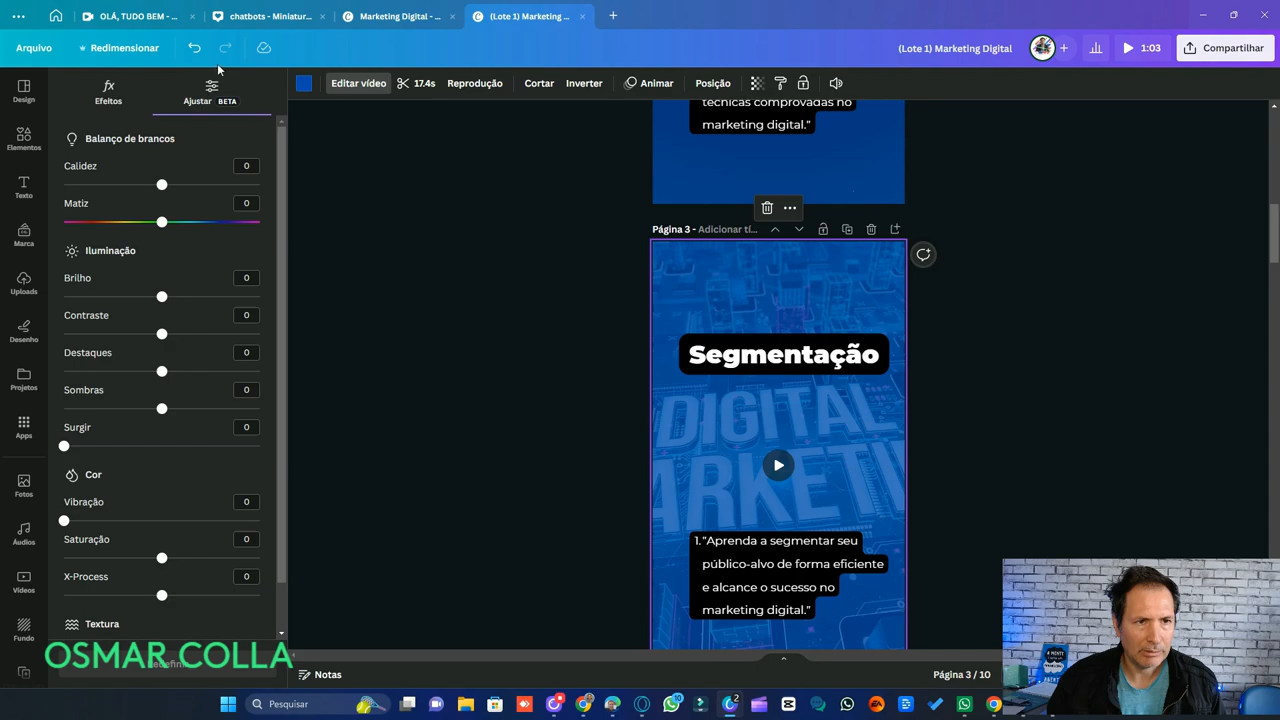 OLÁ, TUDO BEM - ...
chatbots - Miniatur...
Marketing Digital - ...
(Lote 1) Marketing ...
Arquivo
Redimensionar
(Lote 1) Marketing Digital
1:03
Compartilhar
Design
Elementos
Texto
Marca
Uploads
Desenho
Projetos
Apps
Fotos
Áudios
Vídeos
Fundo
Efeitos
Ajustar BETA
Editar vídeo
17.4s
Reprodução
Cortar
Inverter
Animar
Posição
Balanço de brancos
Calidez
0
Matiz
0
Iluminação
Brilho
0
Contraste
0
Destaques
0
Sombras
0
Surgir
0
Cor
Vibração
0
Saturação
0
X-Process
0
Textura
técnicas comprovadas no
marketing digital."
Página 3 - Adicionar tí...
Segmentação
DIGITAL
ARKETI
1. "Aprenda a segmentar seu
público-alvo de forma eficiente
e alcance o sucesso no
marketing digital."
OSMAR COLLA
Notas
Página 3 / 10
Pesquisar
10
2